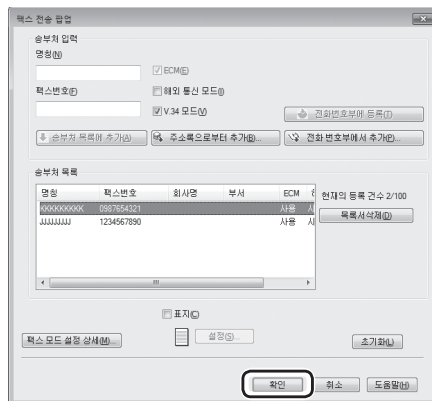 팩스 전송 팝업
송부처 입력
명칭(N)
ECM(E)
팩스번호(F)
해외 통신 모드(I)
V.34 모드(V)
전화번호부에 등록(T)
송부처 목록에 추가(A)
주소록으로부터 추가(B)...
전화 번호부에서 추가(P)...
송부처 목록
명칭 팩스번호 회사명 부서 ECM
현재의 등록 건수 2/100
KKKKKKKKK 0987654321 사용
목록서삭제(D)
JJJJJJJJJ 1234567890 사용
표지(C)
팩스 모드 설정 상세(M)...
설정(S)...
초기화(L)
확인
취소
도움말(H)